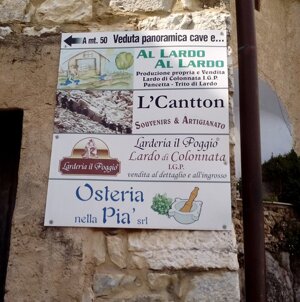 A mt. 50 Veduta panoramica cave e...
AL LARDO
AL LARDO
Produzione propria e Vendita
Lardo di Colonnata I.G.P.
Pancetta - Trito di Lardo
L'Cantton
SOUVENIRS & ARTIGIANATO
Larderia il Poggio
Larderia il Poggio
Lardo di Colonnata
I.G.P.
vendita al dettaglio e all'ingrosso
Osteria
nella Pia' srl